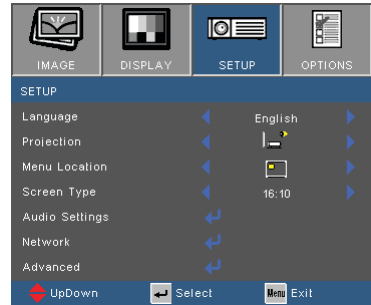 IMAGE DISPLAY SETUP OPTIONS
SETUP
Language English
Projection
Menu Location
Screen Type 16:10
Audio Settings
Network
Advanced
UpDown Select Menu Exit